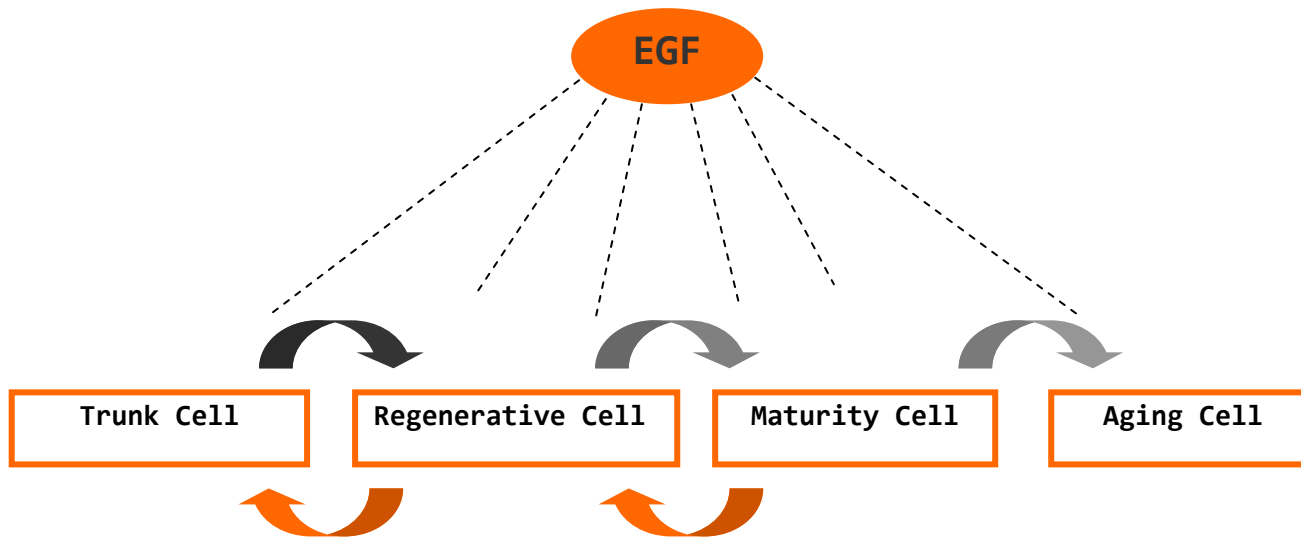 EGF
Trunk Cell
Regenerative Cell
Maturity Cell
Aging Cell